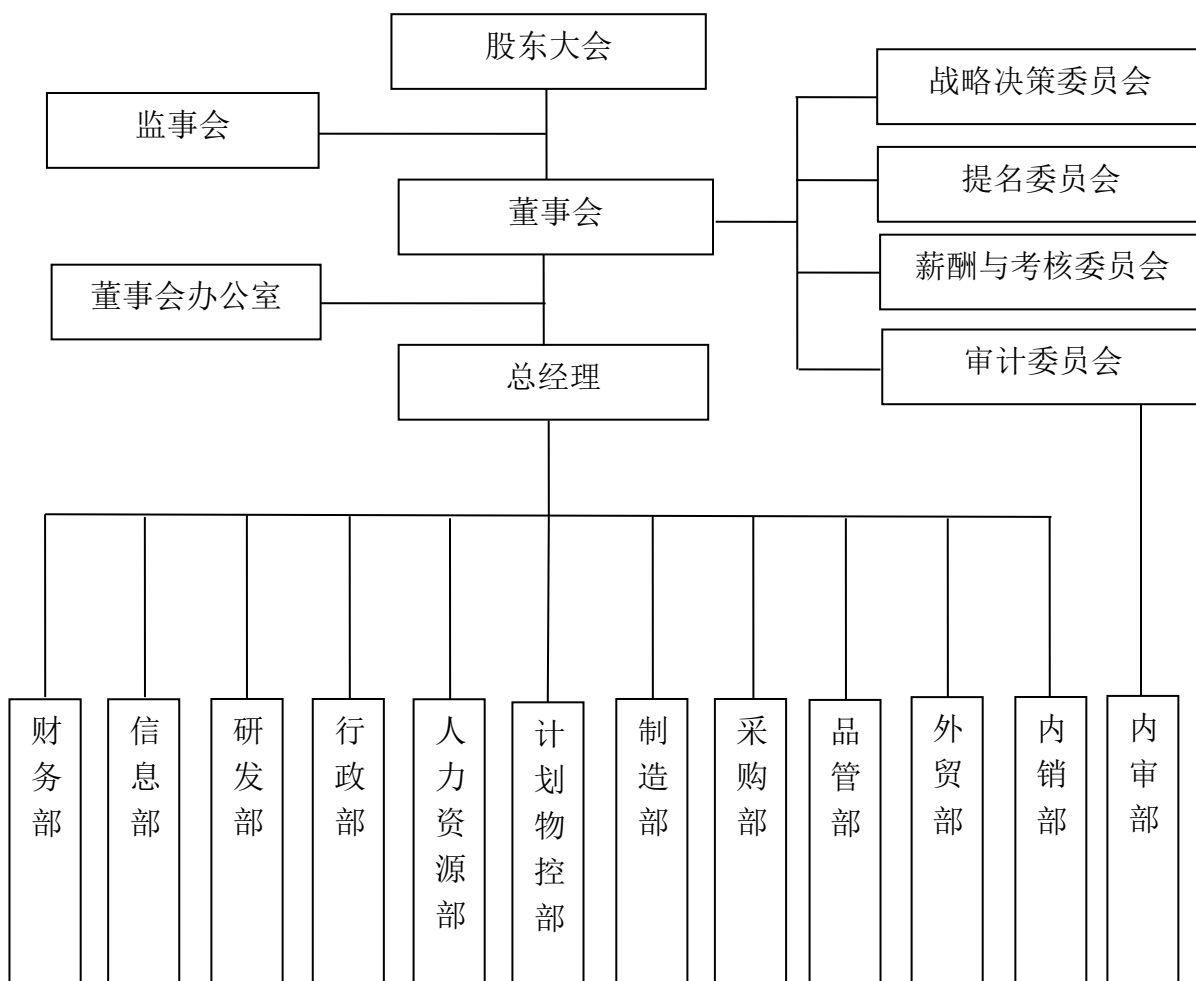 股东大会
战略决策委员会
监事会
提名委员会
董事会
薪酬与考核委员会
董事会办公室
审计委员会
总经理
财务部
信息部
研发部
行政部
人力资源部
计划物控部
制造部
采购部
品管部
外贸部
内销部
内审部